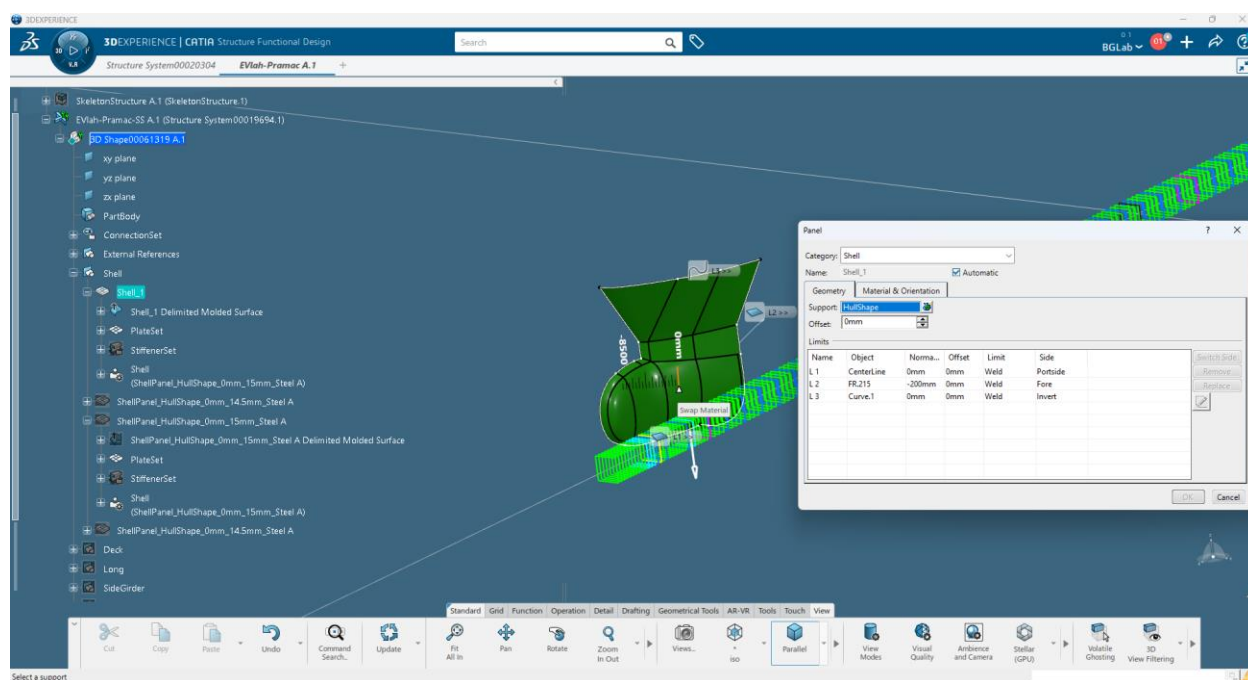 3DEXPERIENCE
3DEXPERIENCE | CATIA Structure Functional Design
Search
BGLab
3D
V.R
Structure System00020304
EVlah-Pramac A.1
+
SkeletonStructure A.1 (SkeletonStructure.1)
EVlah-Pramac-SS A.1 (Structure System00019694.1)
3D Shape00061319 A.1
xy plane
yz plane
zx plane
PartBody
ConnectionSet
External References
Shell
Shell_1
Shell_1 Delimited Molded Surface
PlateSet
StiffenerSet
Shell
(ShellPanel_HullShape_0mm_15mm_Steel A)
ShellPanel_HullShape_0mm_14.5mm_Steel A
ShellPanel_HullShape_0mm_15mm_Steel A
ShellPanel_HullShape_0mm_15mm_Steel A Delimited Molded Surface
PlateSet
StiffenerSet
Shell
(ShellPanel_HullShape_0mm_15mm_Steel A)
ShellPanel_HullShape_0mm_14.5mm_Steel A
Deck
Long
SideGirder
L3 >>
L2 >>
-8500
0mm
Swap Material
Panel
? X
Category: Shell
Name: Shell_1 Automatic
Geometry Material & Orientation
Support: HullShape
Offset: 0mm
Limits
Name Object Norma... Offset Limit Side
L 1 CenterLine 0mm 0mm Weld Portside
L 2 FR.215 -200mm 0mm Weld Fore
L 3 Curve.1 0mm 0mm Weld Invert
Switch Side
Remove
Replace
OK Cancel
Standard Grid Function Operation Detail Drafting Geometrical Tools AR-VR Tools Touch View
Cut
Copy
Paste
Undo
Command Search...
Update
Fit All In
Pan
Rotate
Zoom In Out
Views...
iso
Parallel
View Modes
Visual Quality
Ambience and Camera
Stellar (GPU)
Volatile Ghosting
3D View Filtering
Select a support